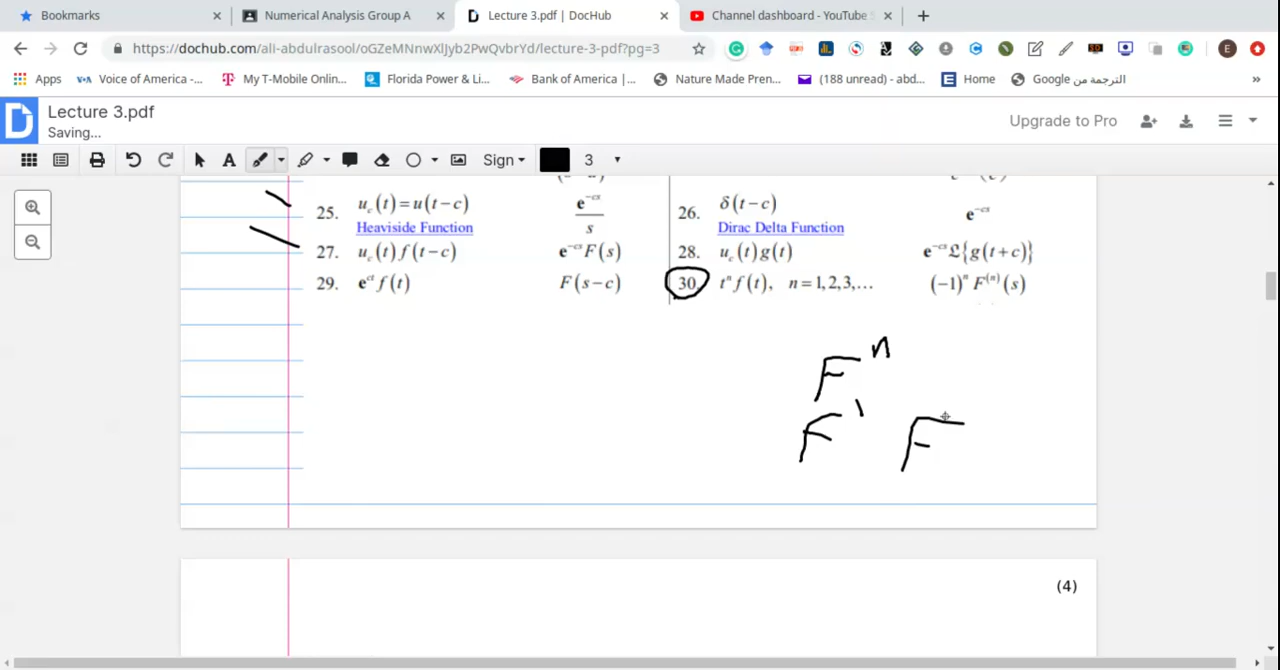 Bookmarks
Numerical Analysis Group A
Lecture 3.pdf | DocHub
Channel dashboard - YouTube
https://dochub.com/ali-abdulrasool/oGZeMNnwXlJyb2PwQvbrYd/lecture-3-pdf?pg=3
E
Apps
Voice of America -...
My T-Mobile Onlin...
Florida Power & Li...
Bank of America |...
Nature Made Pren...
(188 unread) - abd...
Home
الترجمة من Google
»
Lecture 3.pdf
Saving...
Upgrade to Pro
A
Sign
3
25. u_c(t) = u(t−c) e^{−cs}/s 26. δ(t−c) e^{−cs}
Heaviside Function Dirac Delta Function
27. u_c(t) f(t−c) e^{−cs} F(s) 28. u_c(t) g(t) e^{−cs} ℒ{g(t+c)}
29. e^{ct} f(t) F(s−c) 30. t^n f(t), n = 1, 2, 3, … (−1)^n F^{(n)}(s)
F^n
F' F
(4)